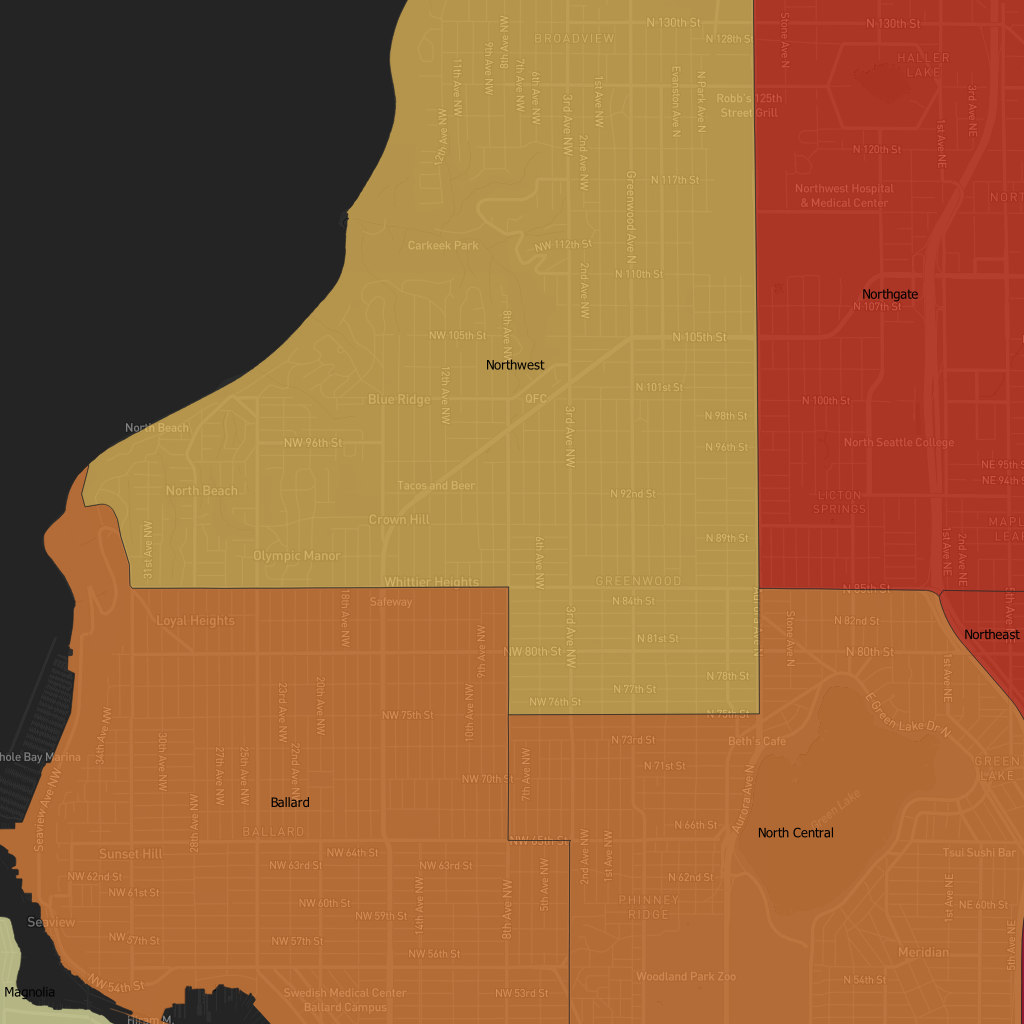 N 130th St
N 130th St
N 128th St
BROADVIEW
Stone Ave N
8th Ave NW
9th Ave NW
11th Ave NW
7th Ave NW
6th Ave NW
HALLER
LAKE
1st Ave NW
3rd Ave NW
Evanston Ave N
N Park Ave N
Robb's 125th
Street Grill
3rd Ave NE
12th Ave NW
2nd Ave NW
1st Ave NE
N 120th St
N 117th St
Northwest Hospital
& Medical Center
Greenwood Ave N
Carkeek Park
NW 112th St
N 110th St
2nd Ave NW
Northgate
N 107th St
NW 105th St
8th Ave NW
N 105th St
Northwest
12th Ave NW
N 101st St
Blue Ridge
QFC
N 100th St
3rd Ave NW
N 98th St
North Beach
NW 96th St
N 96th St
North Seattle College
NE 95th S
NE 94th S
Tacos and Beer
North Beach
N 92nd St
LICTON
SPRINGS
Crown Hill
MAPL
LEA
31st Ave NW
N 89th St
6th Ave NW
1st Ave NE
2nd Ave NE
Olympic Manor
Whittier Heights
GREENWOOD
N 85th St
18th Ave NW
Safeway
N 84th St
Loyal Heights
Stone Ave N
N 82nd St
Northeast
3rd Ave NW
N 81st St
9th Ave NW
NW 80th St
N 80th St
1st Ave NE
N 78th St
N 77th St
23rd Ave NW
20th Ave NW
10th Ave NW
NW 76th St
NW 75th St
N 75th St
34th Ave NW
30th Ave NW
27th Ave NW
25th Ave NW
22nd Ave NW
E Green Lake Dr N
N 73rd St
Beth's Café
hole Bay Marina
N 71st St
GREEN
LAKE
7th Ave NW
NW 70th St
Aurora Ave N
Seaview Ave NW
28th Ave NW
Ballard
Green Lake
BALLARD
N 66th St
North Central
NW 65th St
Sunset Hill
NW 64th St
NW 63rd St
NW 63rd St
2nd Ave NW
1st Ave NW
Tsui Sushi Bar
NW 62nd St
N 62nd St
5th Ave NW
NW 61st St
14th Ave NW
8th Ave NW
1st Ave NE
NW 60th St
NE 60th St
PHINNEY
RIDGE
NW 59th St
Seaview
NW 57th St
NW 57th St
5th Ave NE
NW 56th St
Meridian
NW 54th St
Woodland Park Zoo
N 54th St
Magnolia
Swedish Medical Center
Ballard Campus
NW 53rd St
Hiram M.